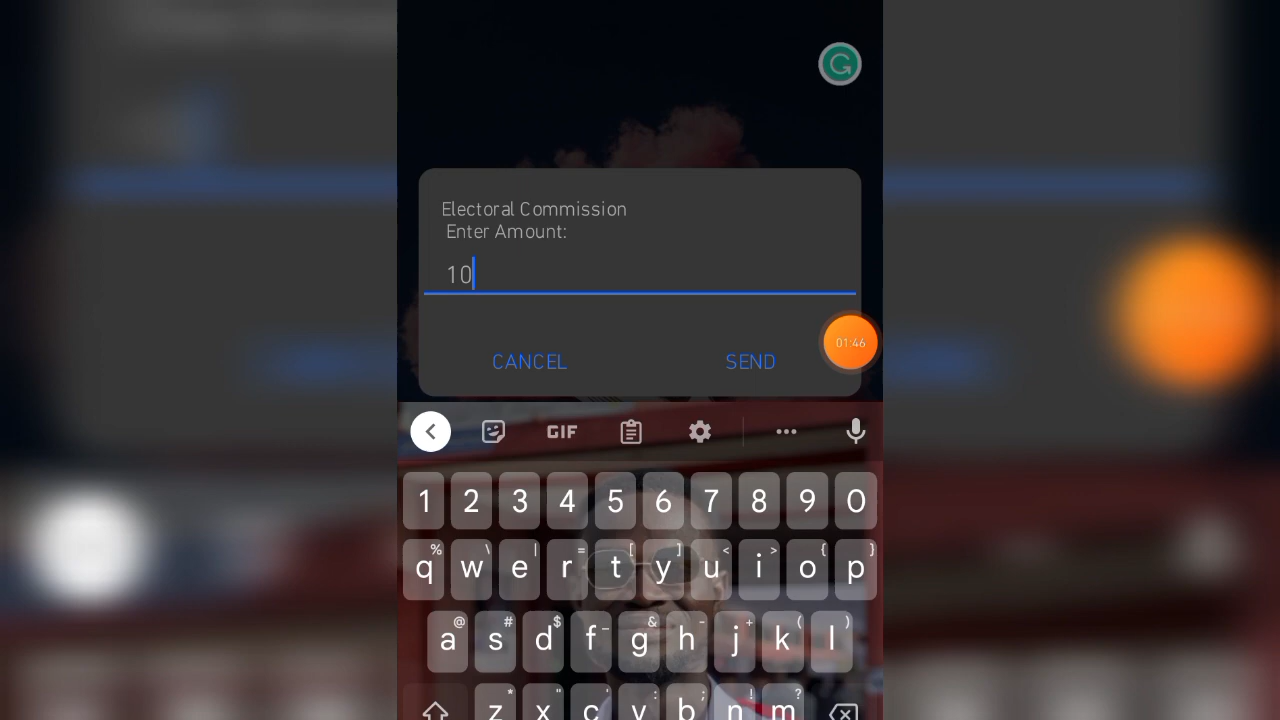 Electoral Commission
Enter Amount:
10
CANCEL
SEND
01:46
GIF
1 2 3 4 5 6 7 8 9 0
% \ | = [ ] < > { }
q w e r t y u i o p
@ # $ _ & - + ( )
a s d f g h j k l
* " ' : ; ! ?
z x c v b n m